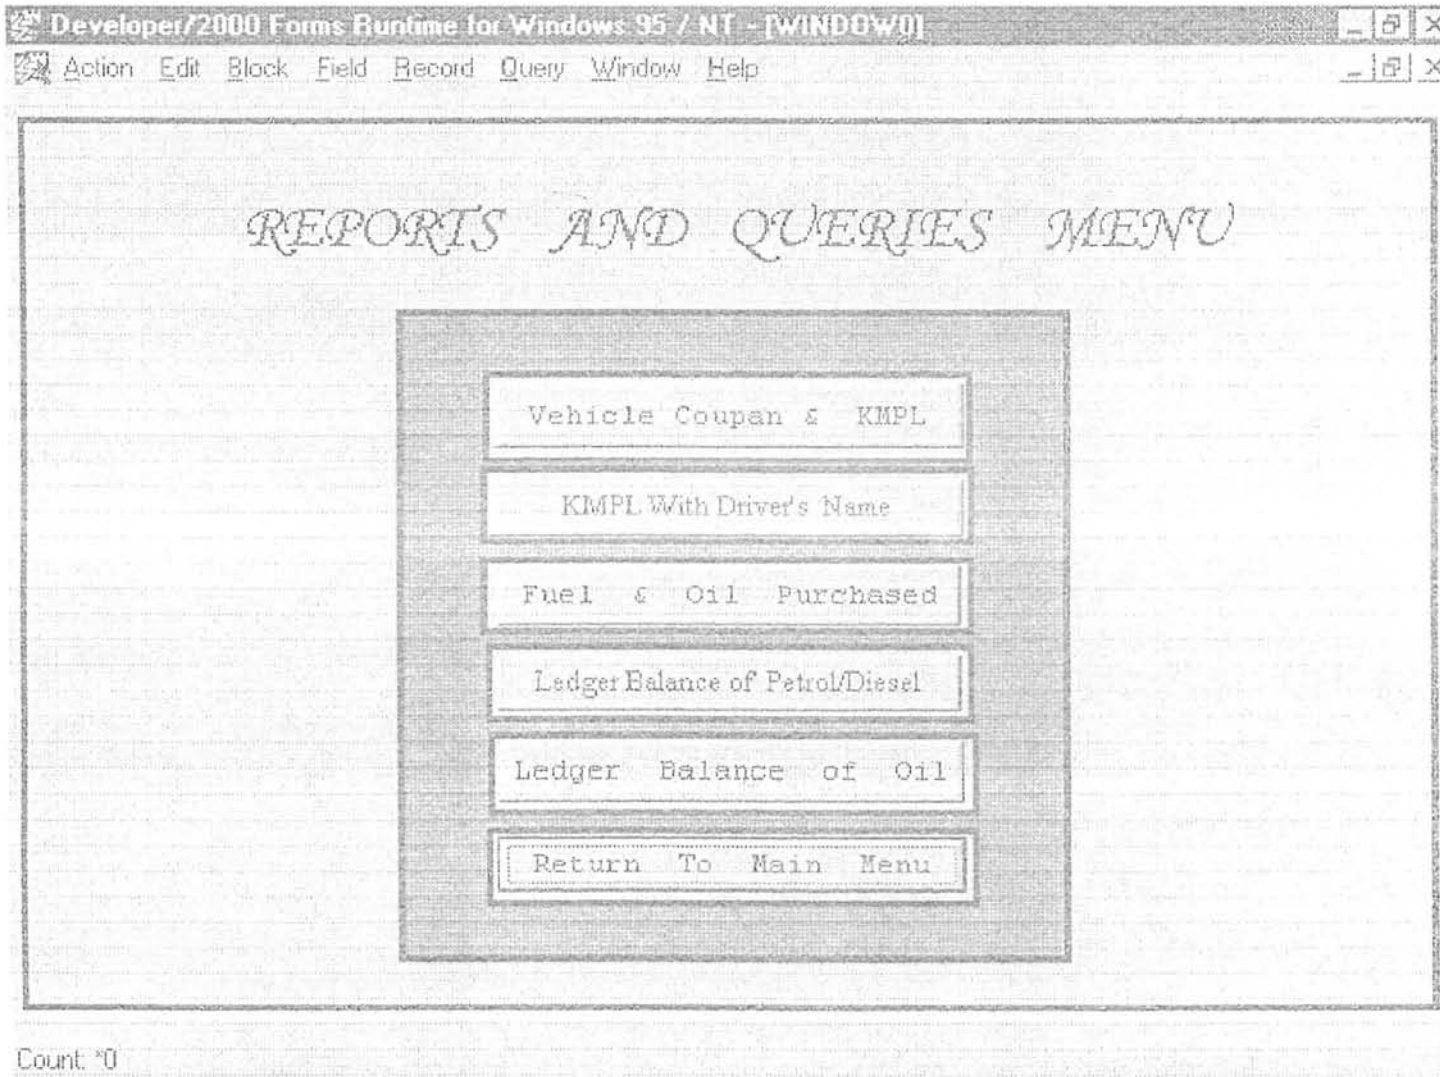 Developer/2000 Forms Runtime for Windows 95 / NT - [WINDOW0]
Action Edit Block Field Record Query Window Help
REPORTS AND QUERIES MENU
Vehicle Coupan & KMPL
KMPL With Driver's Name
Fuel & Oil Purchased
Ledger Balance of Petrol/Diesel
Ledger Balance of Oil
Return To Main Menu
Count: *0